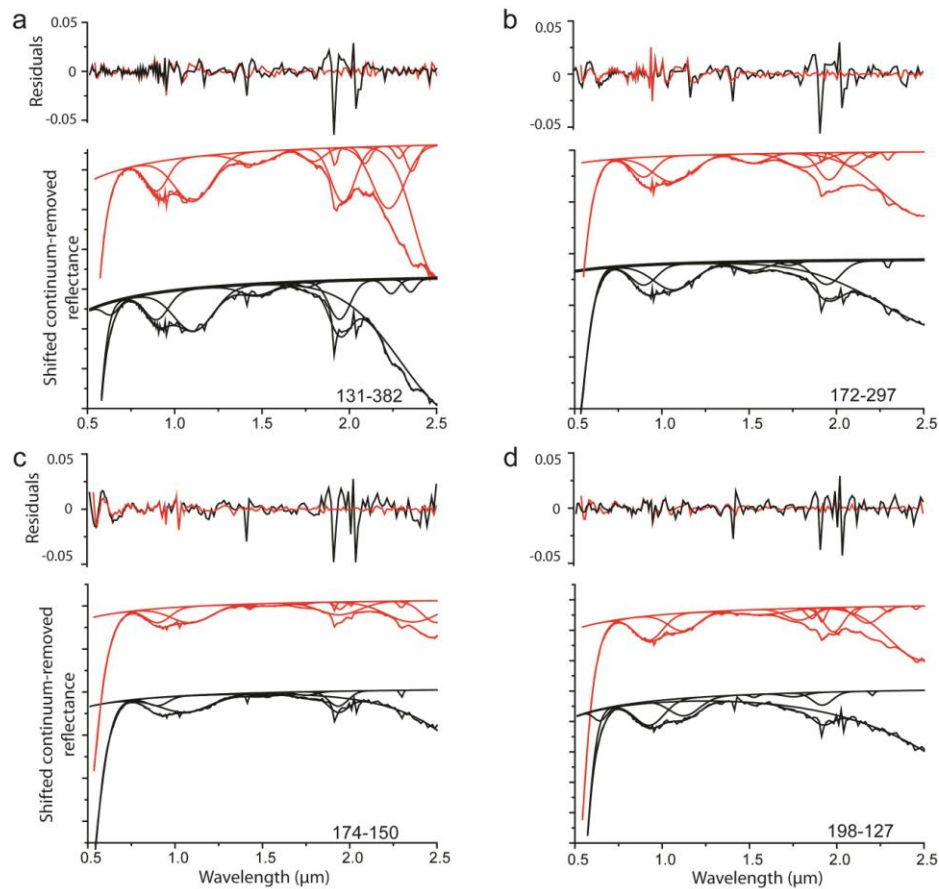 a
0.05
0
-0.05
Residuals
Shifted continuum-removed
reflectance
131-382
0.5 1.0 1.5 2.0 2.5
b
0.05
0
-0.05
172-297
0.5 1.0 1.5 2.0 2.5
c
0.05
0
-0.05
Residuals
Shifted continuum-removed
reflectance
174-150
0.5 1.0 1.5 2.0 2.5
Wavelength (µm)
d
0.05
0
-0.05
198-127
0.5 1.0 1.5 2.0 2.5
Wavelength (µm)